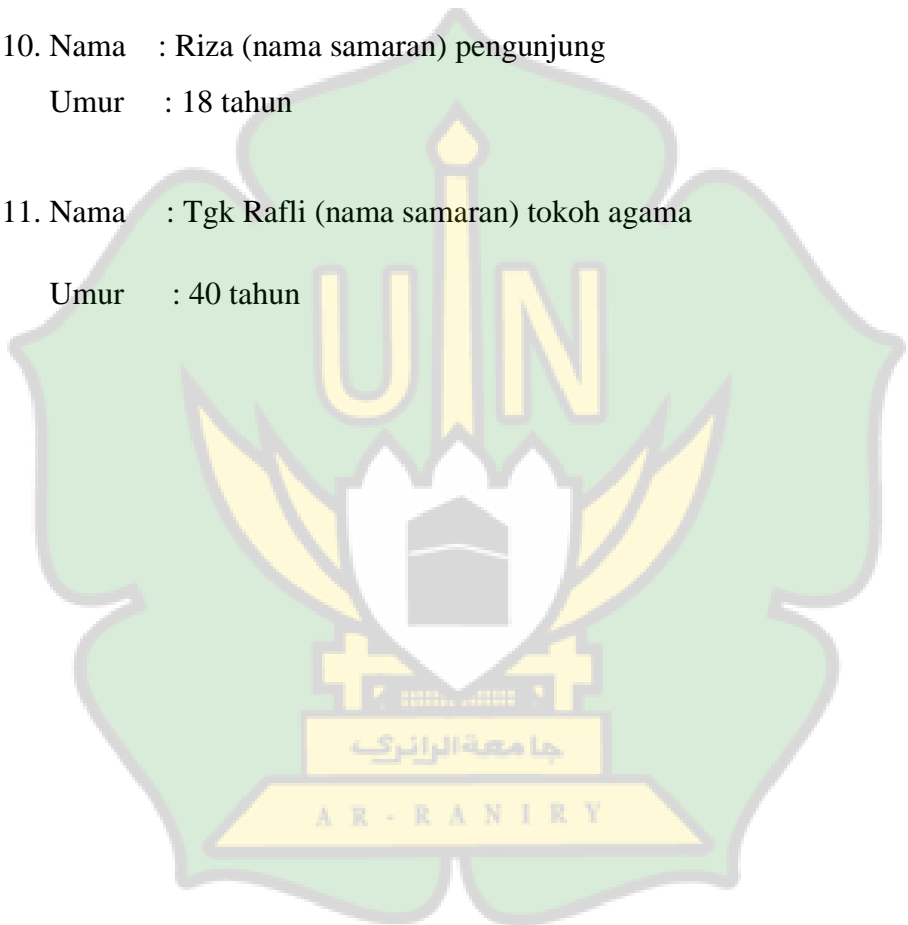 10. Nama : Riza (nama samaran) pengunjung
Umur : 18 tahun
11. Nama : Tgk Rafli (nama samaran) tokoh agama
Umur : 40 tahun
UIN
جامعة الرانري
AR-RANIRY